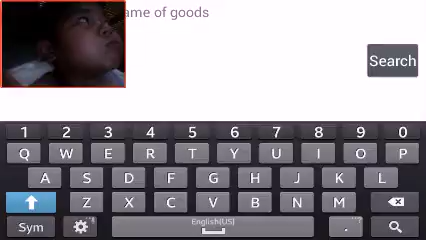 ame of goods
Search
1 2 3 4 5 6 7 8 9 0
Q W E R T Y U I O P
A S D F G H J K L
Z X C V B N M
Sym English(US) .